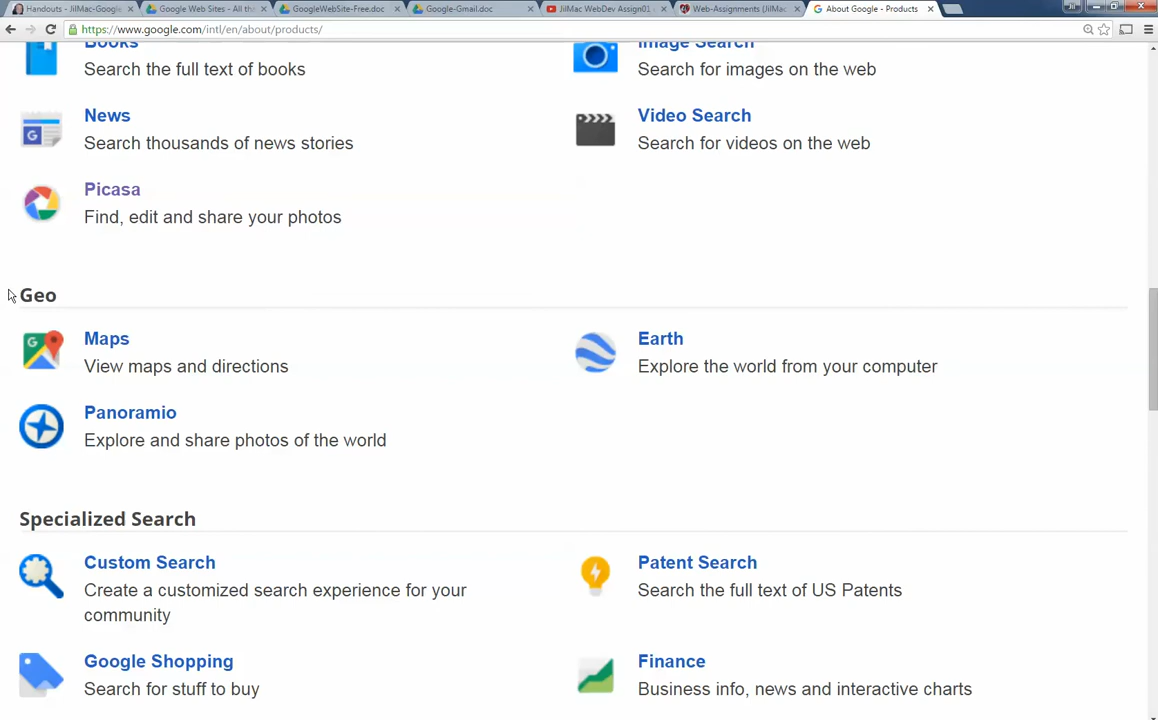 Handouts - JilMac-Google
Google Web Sites - All th
GoogleWebSite-Free.doc
Google-Gmail.doc
JilMac WebDev Assign01
Web-Assignments (JilMac
About Google - Products
Jil
https://www.google.com/intl/en/about/products/
Books
Image Search
Search the full text of books
Search for images on the web
News
Video Search
Search thousands of news stories
Search for videos on the web
Picasa
Find, edit and share your photos
Geo
Maps
Earth
View maps and directions
Explore the world from your computer
Panoramio
Explore and share photos of the world
Specialized Search
Custom Search
Patent Search
Create a customized search experience for your
Search the full text of US Patents
community
Google Shopping
Finance
Search for stuff to buy
Business info, news and interactive charts